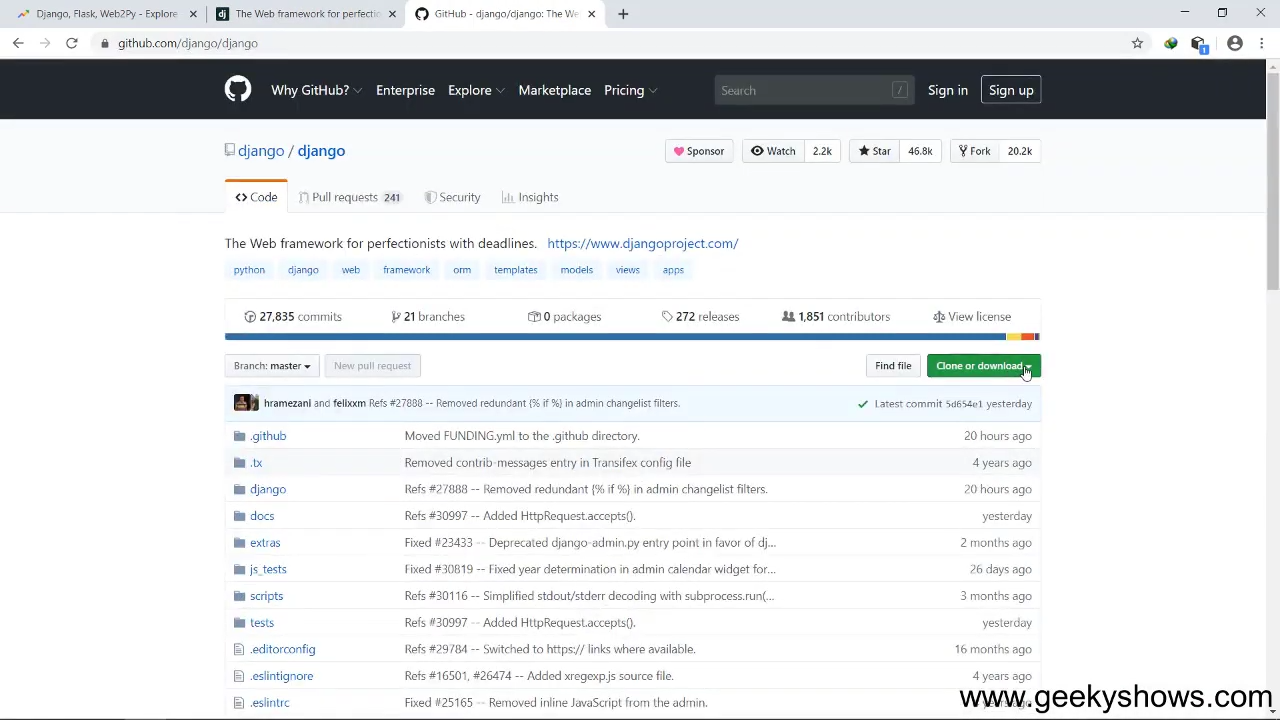 Django, Flask, Web2Py - Explore
The Web framework for perfectio
GitHub - django/django: The We
github.com/django/django
1
Why GitHub? Enterprise Explore Marketplace Pricing Search / Sign in Sign up
django / django
Sponsor Watch 2.2k Star 46.8k Fork 20.2k
Code Pull requests 241 Security Insights
The Web framework for perfectionists with deadlines. https://www.djangoproject.com/
python django web framework orm templates models views apps
27,835 commits 21 branches 0 packages 272 releases 1,851 contributors View license
Branch: master New pull request Find file Clone or download
hramezani and felixxm Refs #27888 -- Removed redundant {% if %} in admin changelist filters. Latest commit 5d654e1 yesterday
.github Moved FUNDING.yml to the .github directory. 20 hours ago
.tx Removed contrib-messages entry in Transifex config file 4 years ago
django Refs #27888 -- Removed redundant {% if %} in admin changelist filters. 20 hours ago
docs Refs #30997 -- Added HttpRequest.accepts(). yesterday
extras Fixed #23433 -- Deprecated django-admin.py entry point in favor of dj... 2 months ago
js_tests Fixed #30819 -- Fixed year determination in admin calendar widget for... 26 days ago
scripts Refs #30116 -- Simplified stdout/stderr decoding with subprocess.run(... 3 months ago
tests Refs #30997 -- Added HttpRequest.accepts(). yesterday
.editorconfig Refs #29784 -- Switched to https:// links where available. 16 months ago
.eslintignore Refs #16501, #26474 -- Added xregexp.js source file. 4 years ago
.eslintrc Fixed #25165 -- Removed inline JavaScript from the admin.
www.geekyshows.com